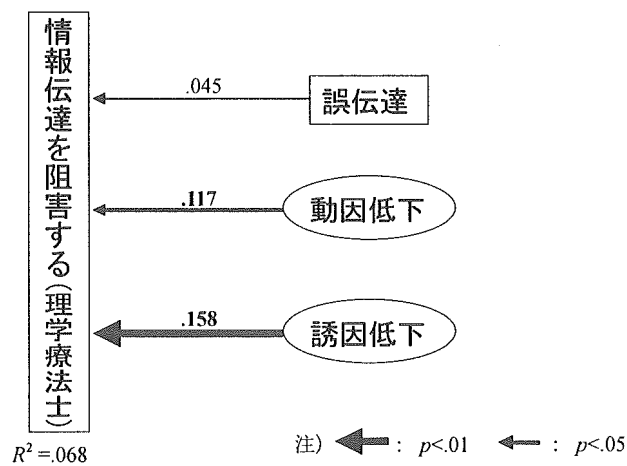 情報伝達を阻害する(理学療法士)
.045
誤伝達
.117
動因低下
.158
誘因低下
R² =.068
注) : p<.01 : p<.05